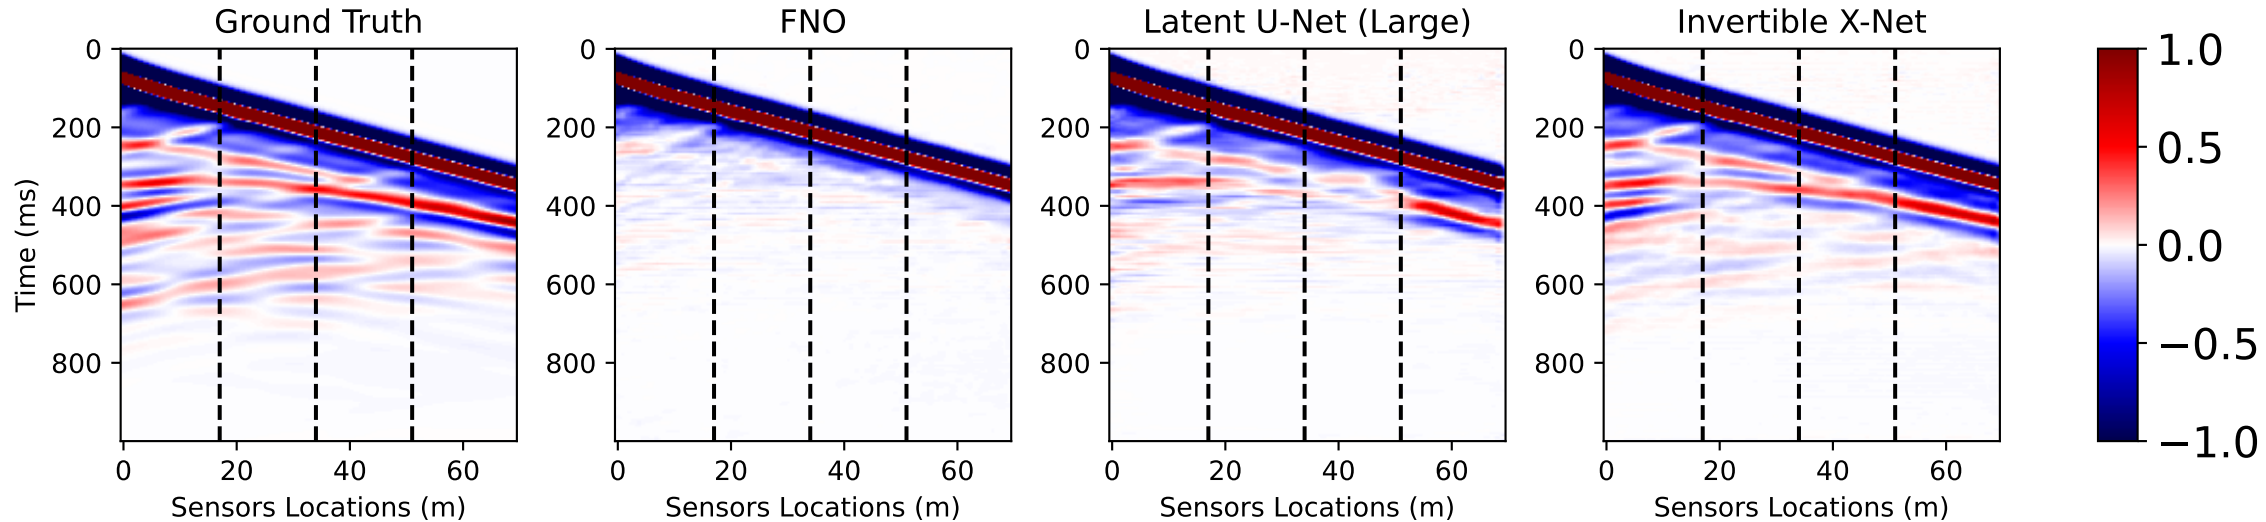 Ground Truth
FNO
Latent U-Net (Large)
Invertible X-Net
0
200
400
600
800
Time (ms)
0 20 40 60
Sensors Locations (m)
0
200
400
600
800
0 20 40 60
Sensors Locations (m)
0
200
400
600
800
0 20 40 60
Sensors Locations (m)
0
200
400
600
800
0 20 40 60
Sensors Locations (m)
1.0
0.5
0.0
−0.5
−1.0